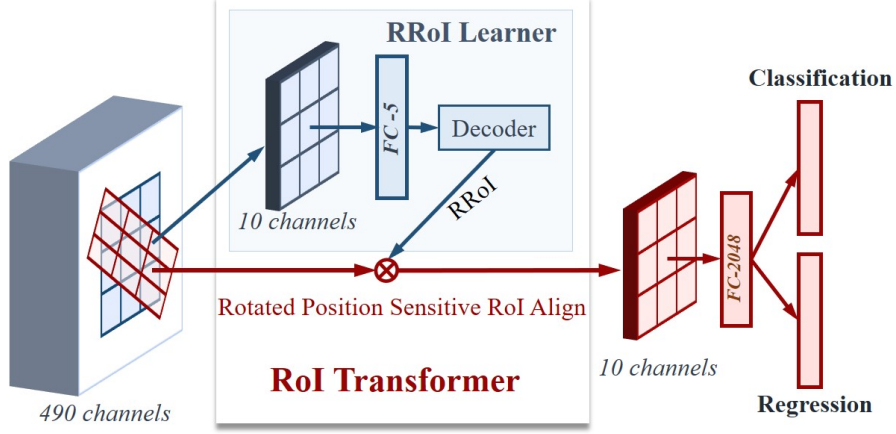 RRoI Learner
Classification
FC-5
Decoder
10 channels
RRoI
FC-2048
Rotated Position Sensitive RoI Align
RoI Transformer
10 channels
490 channels
Regression